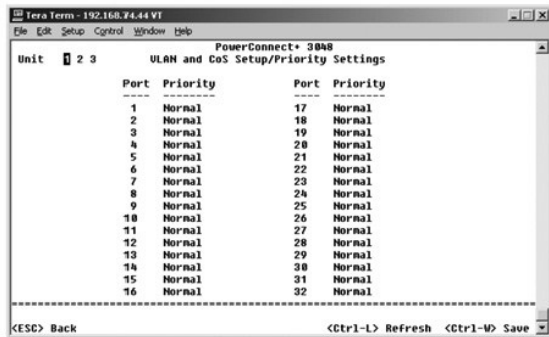 Tera Term - 192.168.74.44 VT
File Edit Setup Control Window Help
PowerConnect+ 3048
Unit 1 2 3 VLAN and CoS Setup/Priority Settings
Port Priority Port Priority
---- -------- ---- --------
1 Normal 17 Normal
2 Normal 18 Normal
3 Normal 19 Normal
4 Normal 20 Normal
5 Normal 21 Normal
6 Normal 22 Normal
7 Normal 23 Normal
8 Normal 24 Normal
9 Normal 25 Normal
10 Normal 26 Normal
11 Normal 27 Normal
12 Normal 28 Normal
13 Normal 29 Normal
14 Normal 30 Normal
15 Normal 31 Normal
16 Normal 32 Normal
<ESC> Back <Ctrl-L> Refresh <Ctrl-W> Save